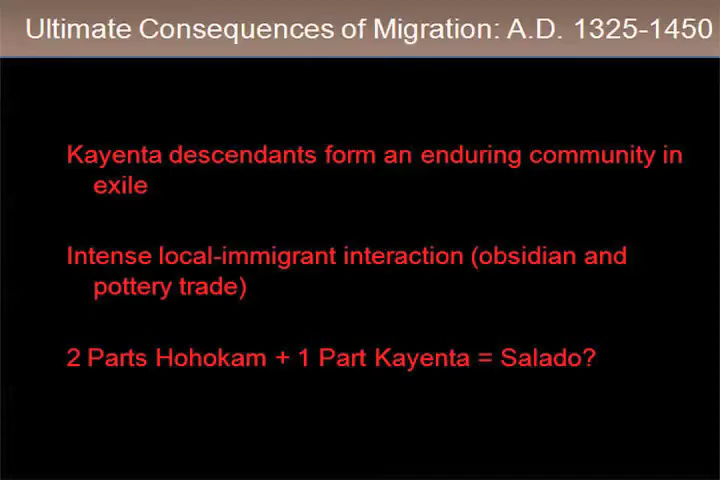 Ultimate Consequences of Migration: A.D. 1325-1450
Kayenta descendants form an enduring community in
exile
Intense local-immigrant interaction (obsidian and
pottery trade)
2 Parts Hohokam + 1 Part Kayenta = Salado?